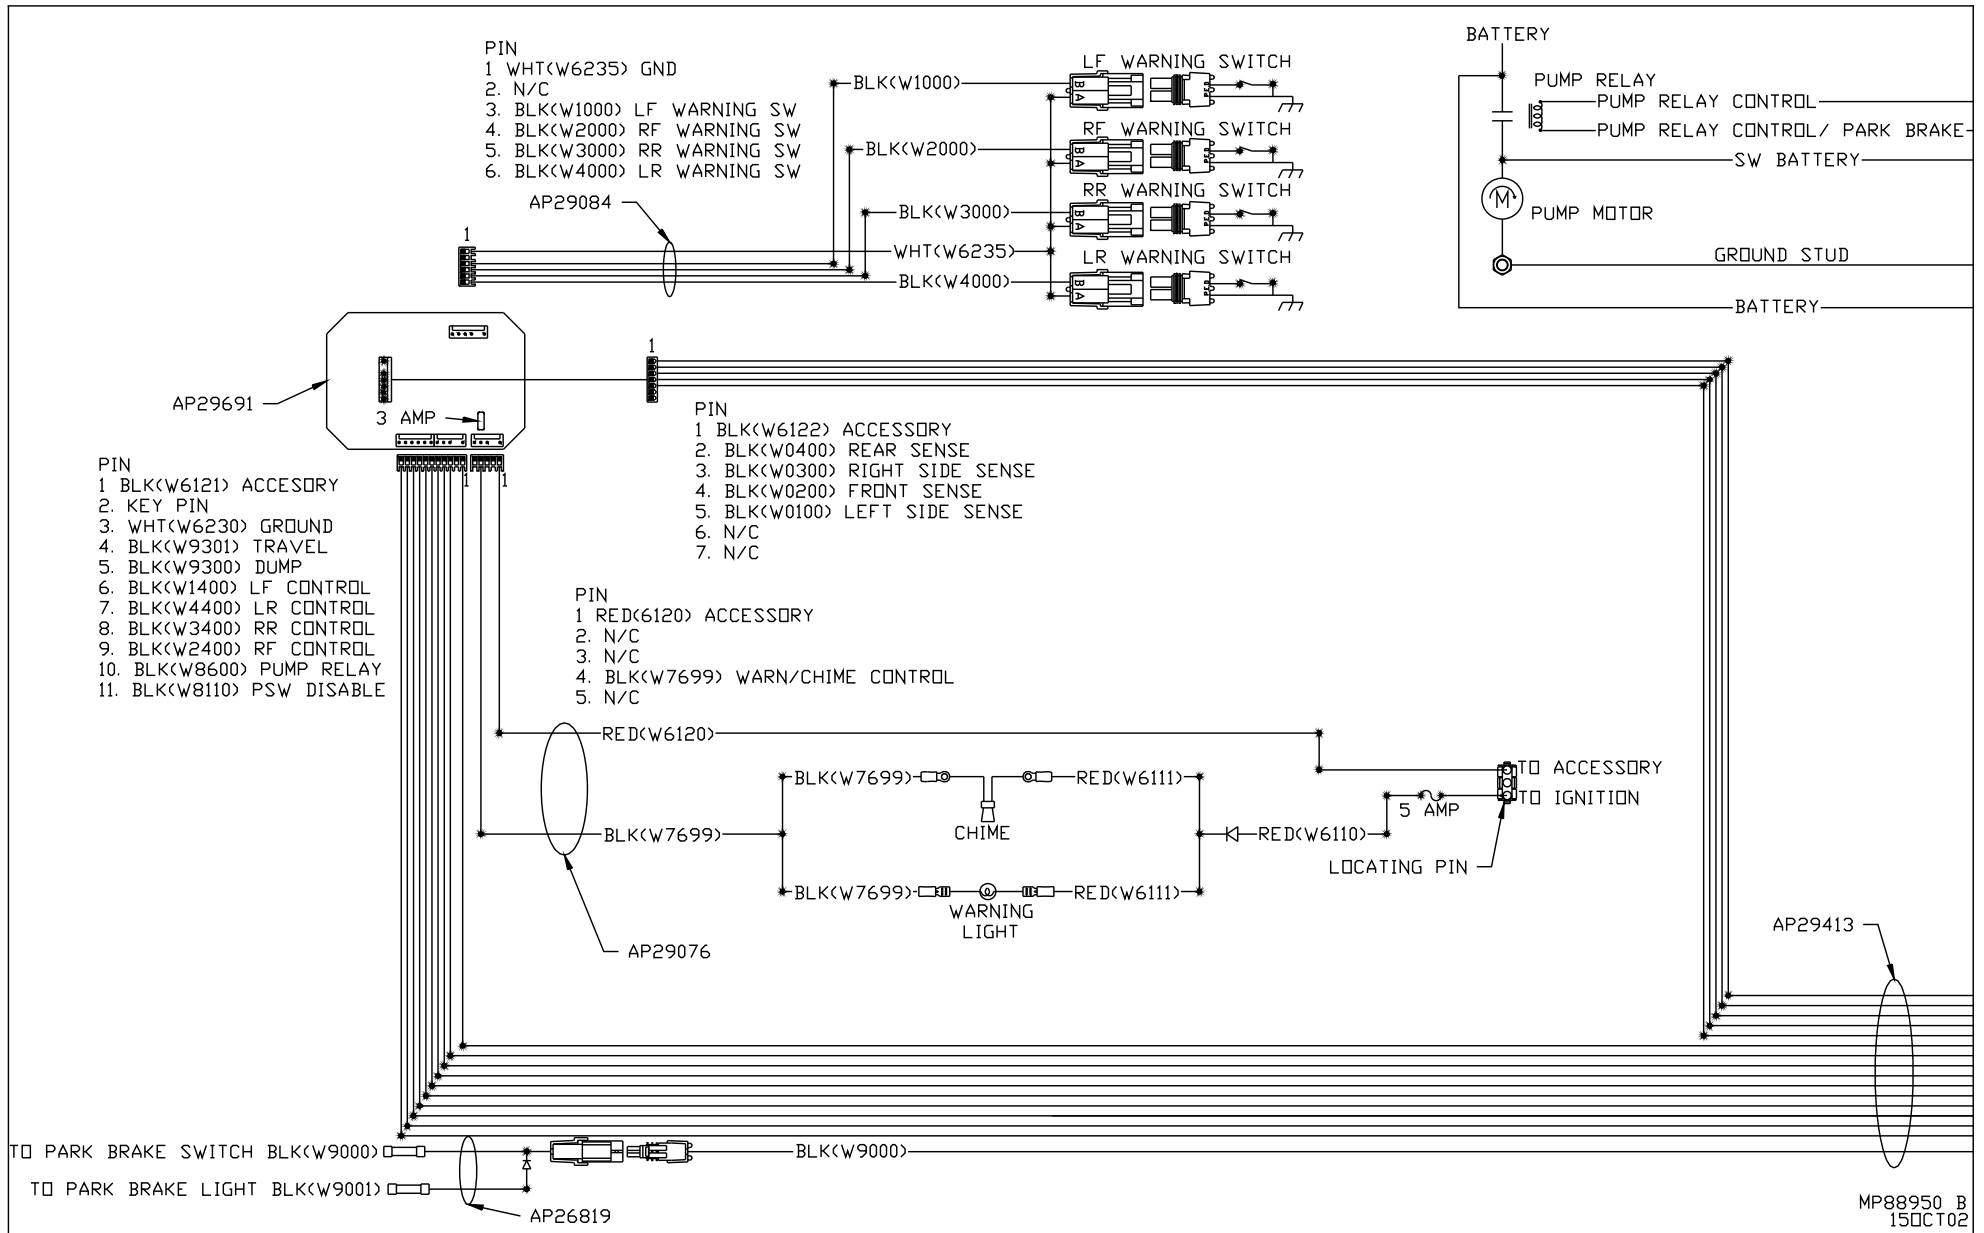 PIN
1 WHT(W6235) GND
2. N/C
3. BLK(W1000) LF WARNING SW
4. BLK(W2000) RF WARNING SW
5. BLK(W3000) RR WARNING SW
6. BLK(W4000) LR WARNING SW
AP29084
1
BLK(W1000)
BLK(W2000)
BLK(W3000)
WHT(W6235)
BLK(W4000)
LF WARNING SWITCH
B
A
RF WARNING SWITCH
B
A
RR WARNING SWITCH
B
A
LR WARNING SWITCH
B
A
BATTERY
PUMP RELAY
PUMP RELAY CONTROL
PUMP RELAY CONTROL/ PARK BRAKE
SW BATTERY
M
PUMP MOTOR
GROUND STUD
BATTERY
AP29691
3 AMP
1
PIN
1 BLK(W6122) ACCESSORY
2. BLK(W0400) REAR SENSE
3. BLK(W0300) RIGHT SIDE SENSE
4. BLK(W0200) FRONT SENSE
5. BLK(W0100) LEFT SIDE SENSE
6. N/C
7. N/C
1
1
PIN
1 BLK(W6121) ACCESORY
2. KEY PIN
3. WHT(W6230) GROUND
4. BLK(W9301) TRAVEL
5. BLK(W9300) DUMP
6. BLK(W1400) LF CONTROL
7. BLK(W4400) LR CONTROL
8. BLK(W3400) RR CONTROL
9. BLK(W2400) RF CONTROL
10. BLK(W8600) PUMP RELAY
11. BLK(W8110) PSW DISABLE
PIN
1 RED(6120) ACCESSORY
2. N/C
3. N/C
4. BLK(W7699) WARN/CHIME CONTROL
5. N/C
RED(W6120)
BLK(W7699)
RED(W6111)
CHIME
BLK(W7699)
BLK(W7699)
RED(W6111)
WARNING
LIGHT
RED(W6110)
5 AMP
TO ACCESSORY
TO IGNITION
LOCATING PIN
AP29076
AP29413
TO PARK BRAKE SWITCH BLK(W9000)
BLK(W9000)
TO PARK BRAKE LIGHT BLK(W9001)
AP26819
MP88950 B
15OCT02